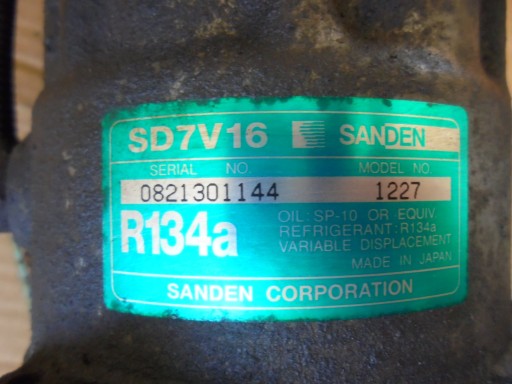 SD7V16 SANDEN
SERIAL NO. MODEL NO.
0821301144 1227
R134a
OIL: SP-10 OR EQUIV.
REFRIGERANT: R134a
VARIABLE DISPLACEMENT
MADE IN JAPAN
SANDEN CORPORATION